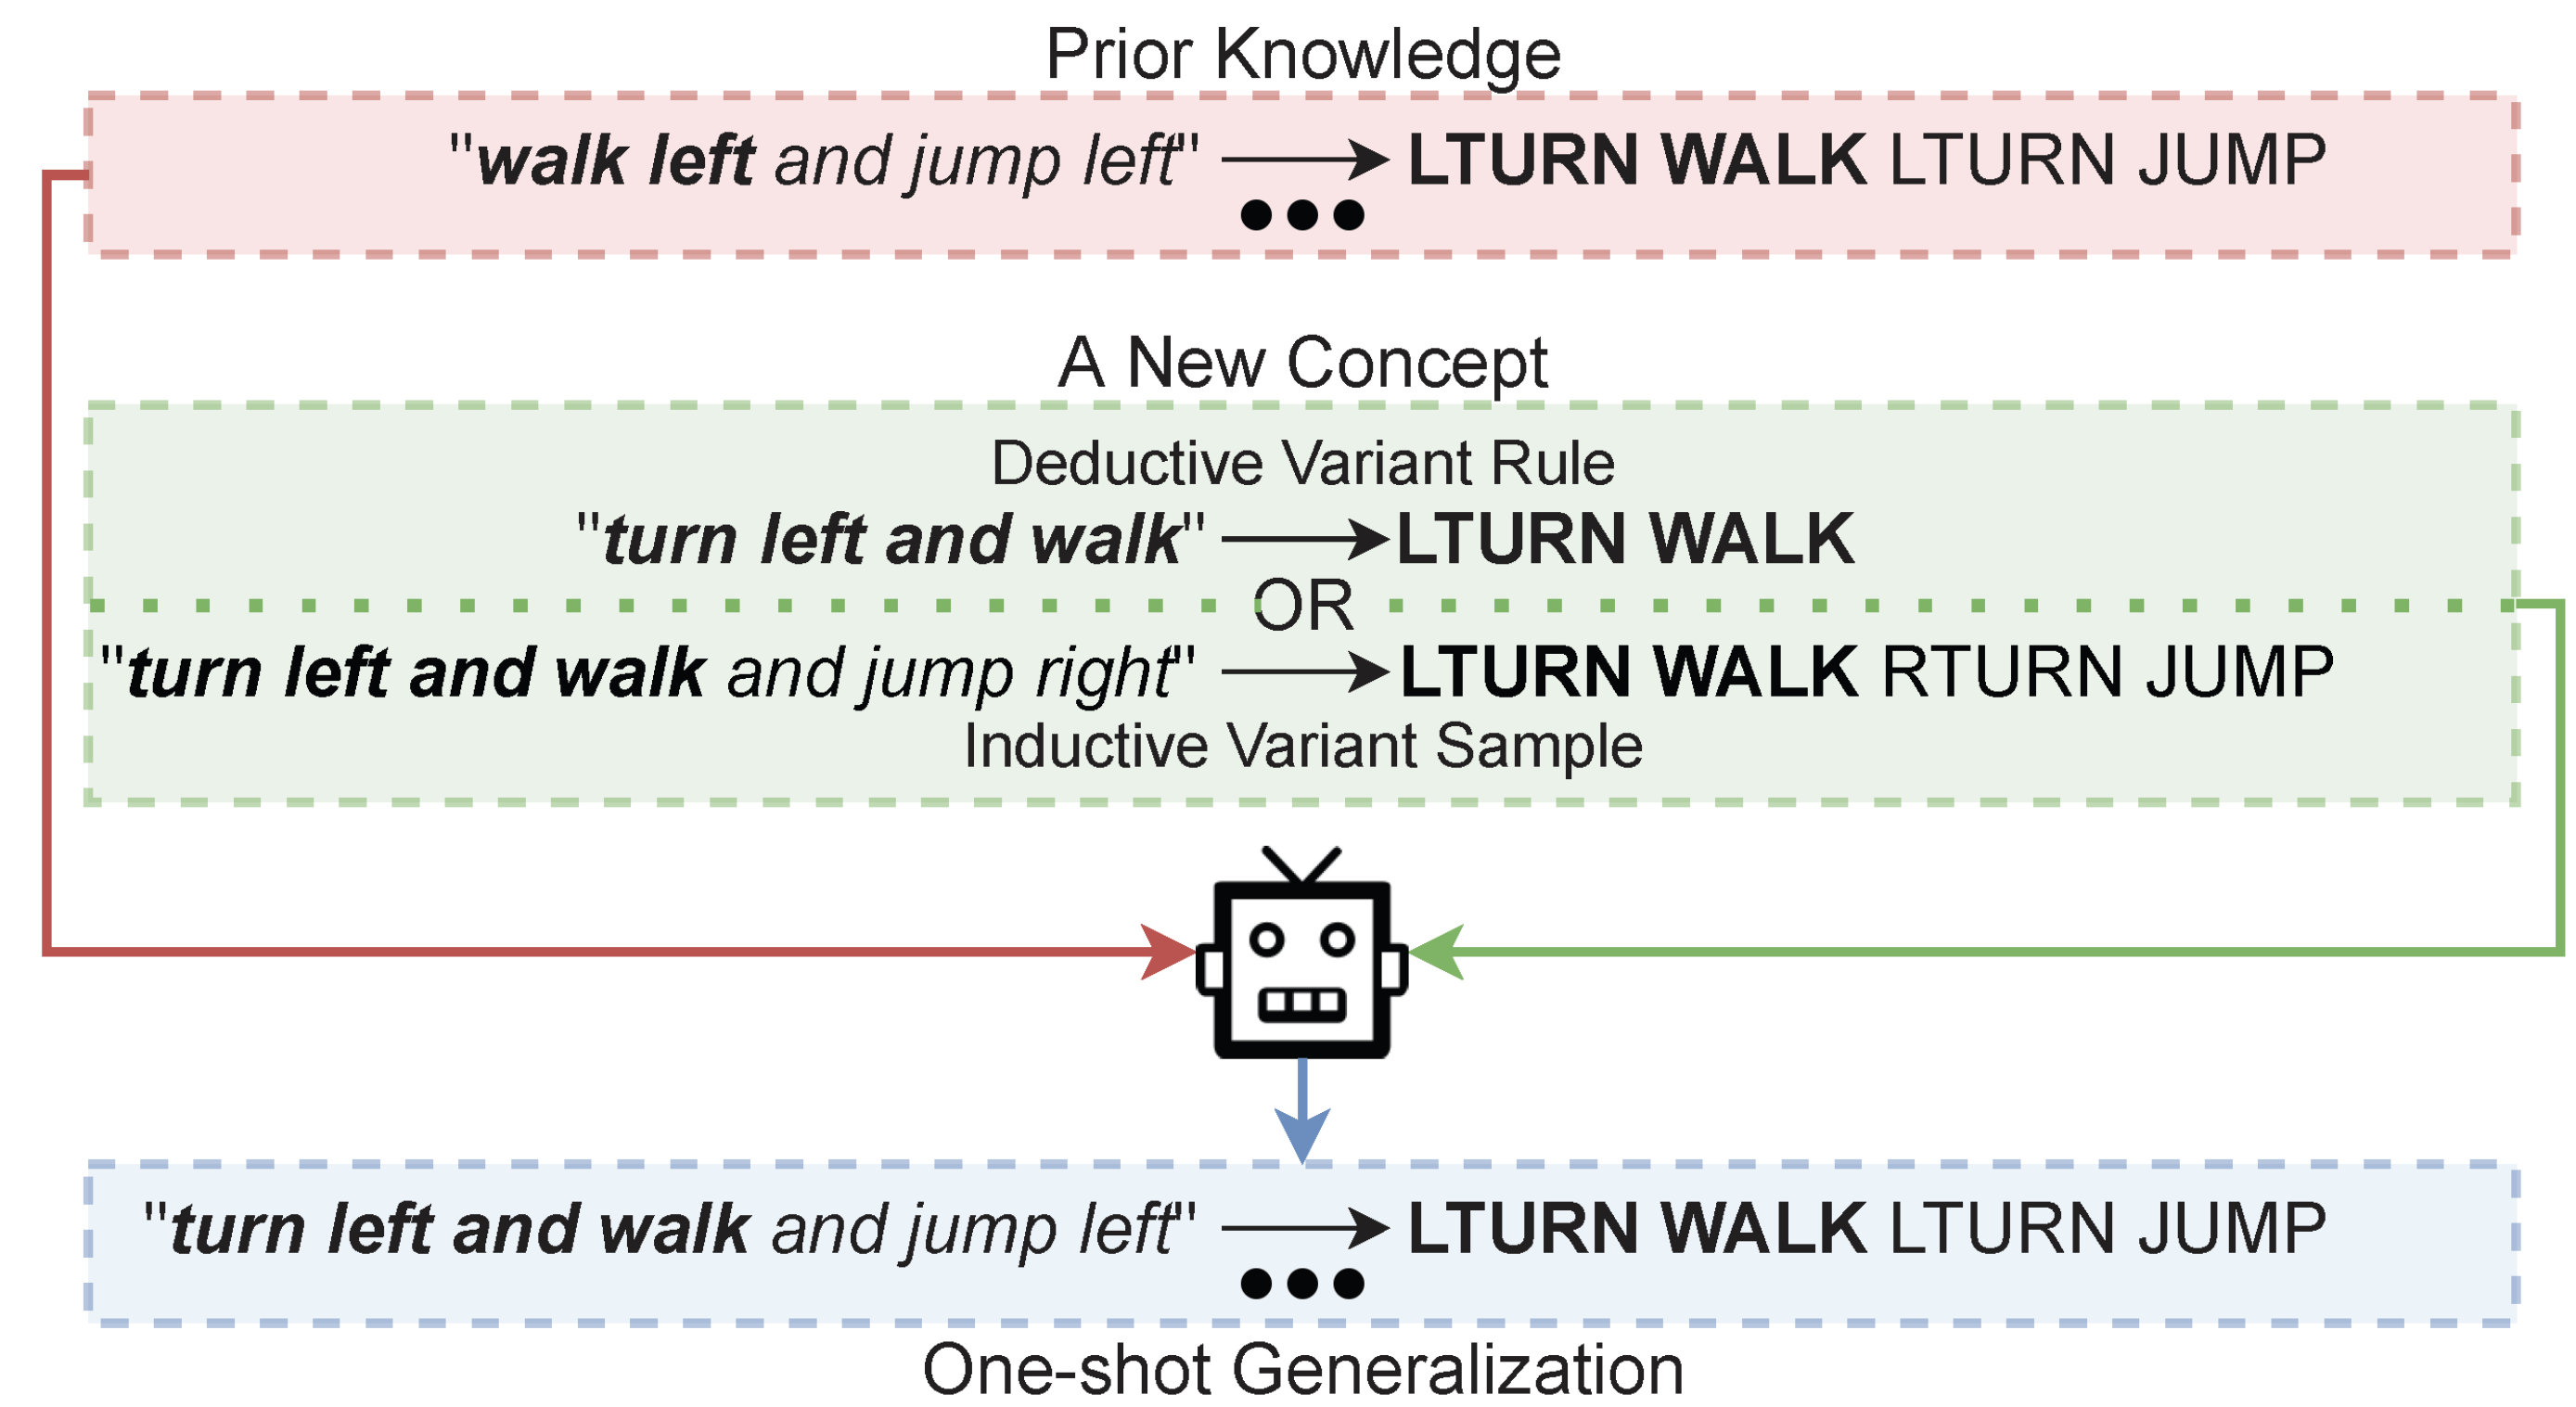 Prior Knowledge
"walk left and jump left" LTURN WALK LTURN JUMP
A New Concept
Deductive Variant Rule
"turn left and walk" LTURN WALK
OR
"turn left and walk and jump right" LTURN WALK RTURN JUMP
Inductive Variant Sample
"turn left and walk and jump left" LTURN WALK LTURN JUMP
One-shot Generalization